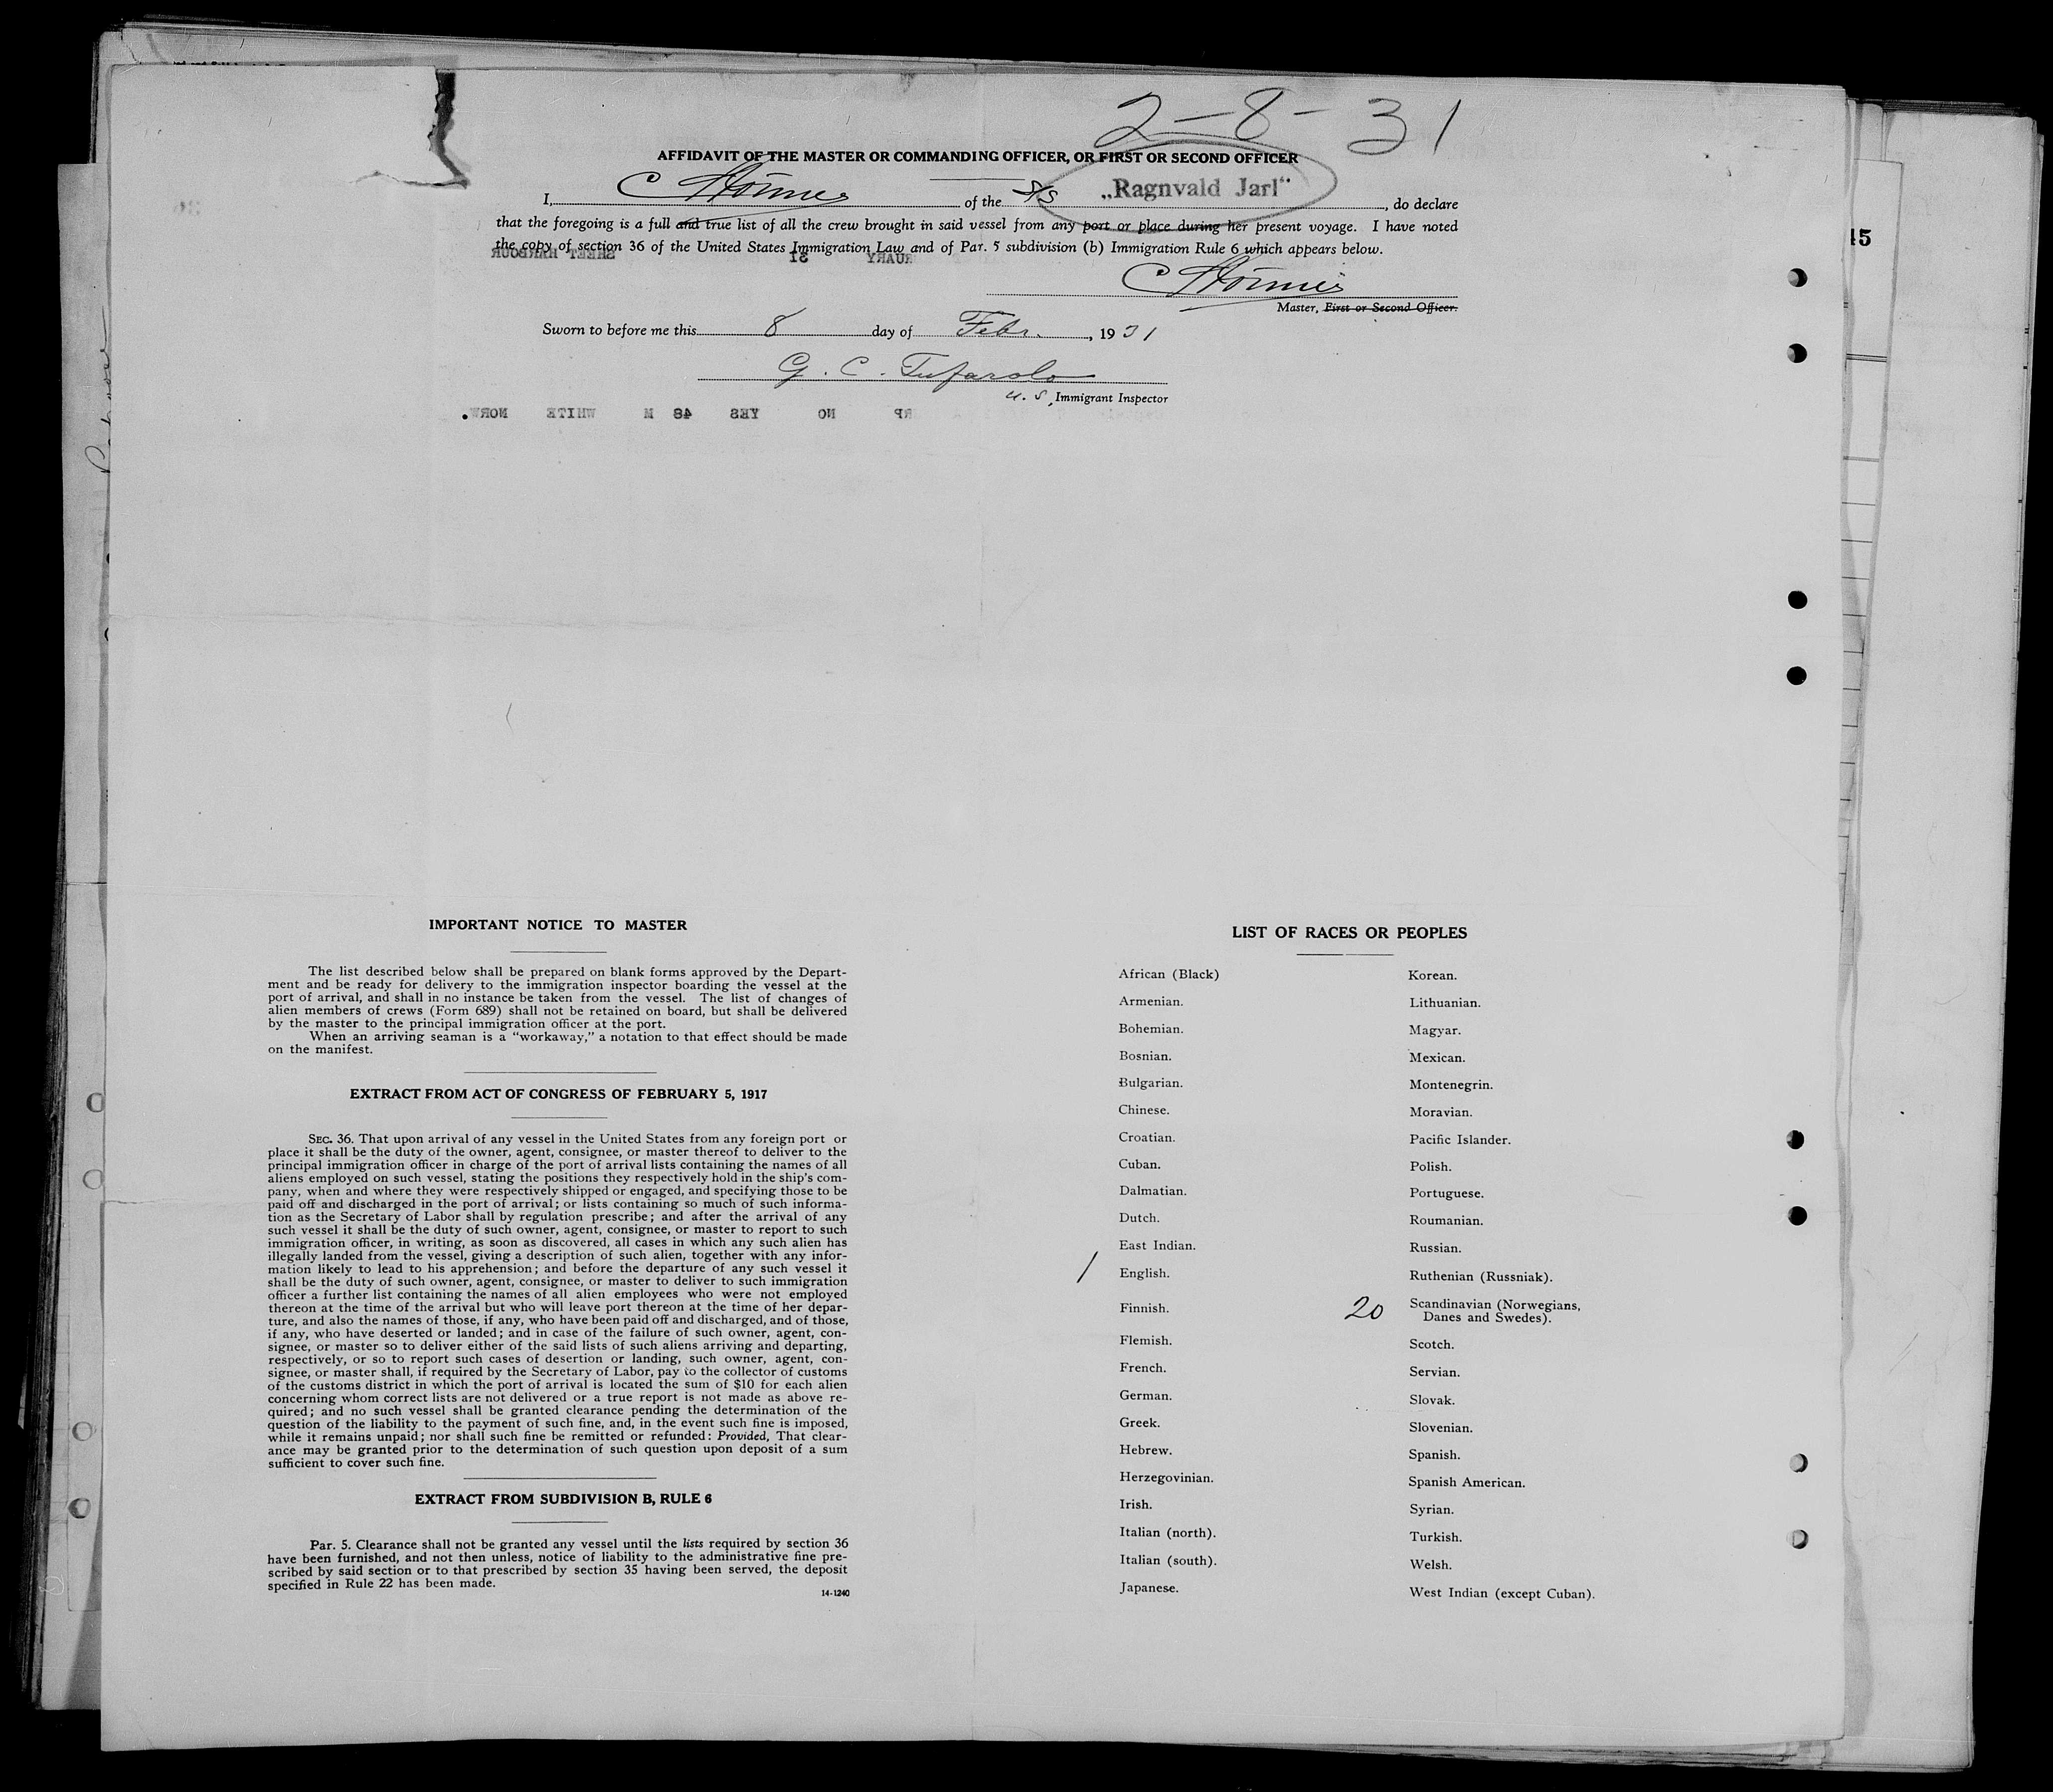 2-8-31
AFFIDAVIT OF THE MASTER OR COMMANDING OFFICER, OR FIRST OR SECOND OFFICER
I, C of the S/S „Ragnvald Jarl“, do declare
that the foregoing is a full and true list of all the crew brought in said vessel from any port or place during her present voyage. I have noted
the copy of section 36 of the United States Immigration Law and of Par. 5 subdivision (b) Immigration Rule 6 which appears below.
SHEET HARBOUR 31 RUARY
C
Master, First or Second Officer.
Sworn to before me this 8 day of Febr., 1931
G. C. Tufarolo
U.S. Immigrant Inspector
NORW. WHITE M 48 YES NO RP
45
IMPORTANT NOTICE TO MASTER
The list described below shall be prepared on blank forms approved by the Depart-
ment and be ready for delivery to the immigration inspector boarding the vessel at the
port of arrival, and shall in no instance be taken from the vessel. The list of changes of
alien members of crews (Form 689) shall not be retained on board, but shall be delivered
by the master to the principal immigration officer at the port.
When an arriving seaman is a “workaway,” a notation to that effect should be made
on the manifest.
EXTRACT FROM ACT OF CONGRESS OF FEBRUARY 5, 1917
SEC. 36. That upon arrival of any vessel in the United States from any foreign port or
place it shall be the duty of the owner, agent, consignee, or master thereof to deliver to the
principal immigration officer in charge of the port of arrival lists containing the names of all
aliens employed on such vessel, stating the positions they respectively hold in the ship's com-
pany, when and where they were respectively shipped or engaged, and specifying those to be
paid off and discharged in the port of arrival; or lists containing so much of such informa-
tion as the Secretary of Labor shall by regulation prescribe; and after the arrival of any
such vessel it shall be the duty of such owner, agent, consignee, or master to report to such
immigration officer, in writing, as soon as discovered, all cases in which any such alien has
illegally landed from the vessel, giving a description of such alien, together with any infor-
mation likely to lead to his apprehension; and before the departure of any such vessel it
shall be the duty of such owner, agent, consignee, or master to deliver to such immigration
officer a further list containing the names of all alien employees who were not employed
thereon at the time of the arrival but who will leave port thereon at the time of her depar-
ture, and also the names of those, if any, who have been paid off and discharged, and of those,
if any, who have deserted or landed; and in case of the failure of such owner, agent, con-
signee, or master so to deliver either of the said lists of such aliens arriving and departing,
respectively, or so to report such cases of desertion or landing, such owner, agent, con-
signee, or master shall, if required by the Secretary of Labor, pay to the collector of customs
of the customs district in which the port of arrival is located the sum of $10 for each alien
concerning whom correct lists are not delivered or a true report is not made as above re-
quired; and no such vessel shall be granted clearance pending the determination of the
question of the liability to the payment of such fine, and, in the event such fine is imposed,
while it remains unpaid; nor shall such fine be remitted or refunded: Provided, That clear-
ance may be granted prior to the determination of such question upon deposit of a sum
sufficient to cover such fine.
EXTRACT FROM SUBDIVISION B, RULE 6
Par. 5. Clearance shall not be granted any vessel until the lists required by section 36
have been furnished, and not then unless, notice of liability to the administrative fine pre-
scribed by said section or to that prescribed by section 35 having been served, the deposit
specified in Rule 22 has been made.
14-1240
LIST OF RACES OR PEOPLES
African (Black)
Armenian.
Bohemian.
Bosnian.
Bulgarian.
Chinese.
Croatian.
Cuban.
Dalmatian.
Dutch.
East Indian.
1 English.
Finnish.
Flemish.
French.
German.
Greek.
Hebrew.
Herzegovinian.
Irish.
Italian (north).
Italian (south).
Japanese.
Korean.
Lithuanian.
Magyar.
Mexican.
Montenegrin.
Moravian.
Pacific Islander.
Polish.
Portuguese.
Roumanian.
Russian.
Ruthenian (Russniak).
20 Scandinavian (Norwegians,
Danes and Swedes).
Scotch.
Servian.
Slovak.
Slovenian.
Spanish.
Spanish American.
Syrian.
Turkish.
Welsh.
West Indian (except Cuban).